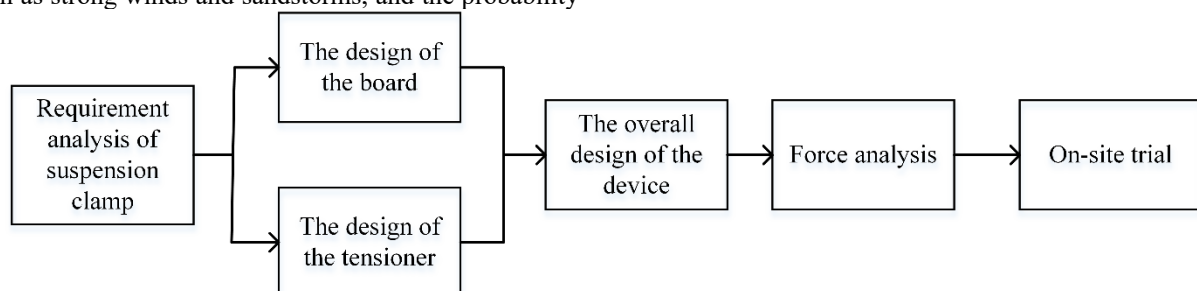 as strong winds and sandstorms, and the probability
The design of
the board
Requirement
analysis of
suspension
clamp
The design of
the tensioner
The overall
design of the
device
Force analysis
On-site trial